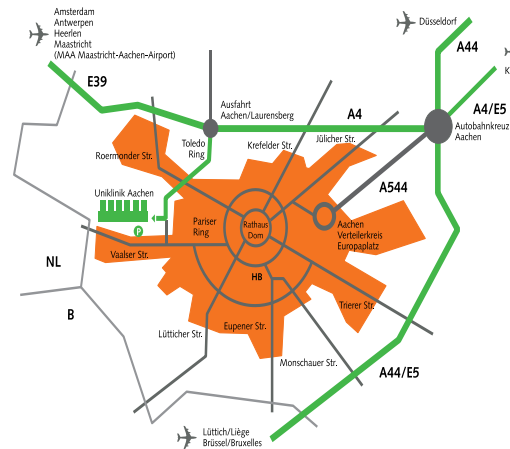 Amsterdam
Antwerpen
Heerlen
Maastricht
(MAA Maastricht-Aachen-Airport)
Düsseldorf
A44
E39
K
Ausfahrt
Aachen/Laurensberg
A4
A4/E5
Autobahnkreuz
Aachen
Toledo
Ring
Krefelder Str.
Jülicher Str.
Roermonder Str.
Uniklinik Aachen
A544
P
Pariser
Ring
Rathaus
Dom
Aachen
Verteilerkreis
Europaplatz
Vaalser Str.
NL
HB
B
Trierer Str.
Lütticher Str.
Eupener Str.
Monschauer Str.
A44/E5
Lüttich/Liège
Brüssel/Bruxelles